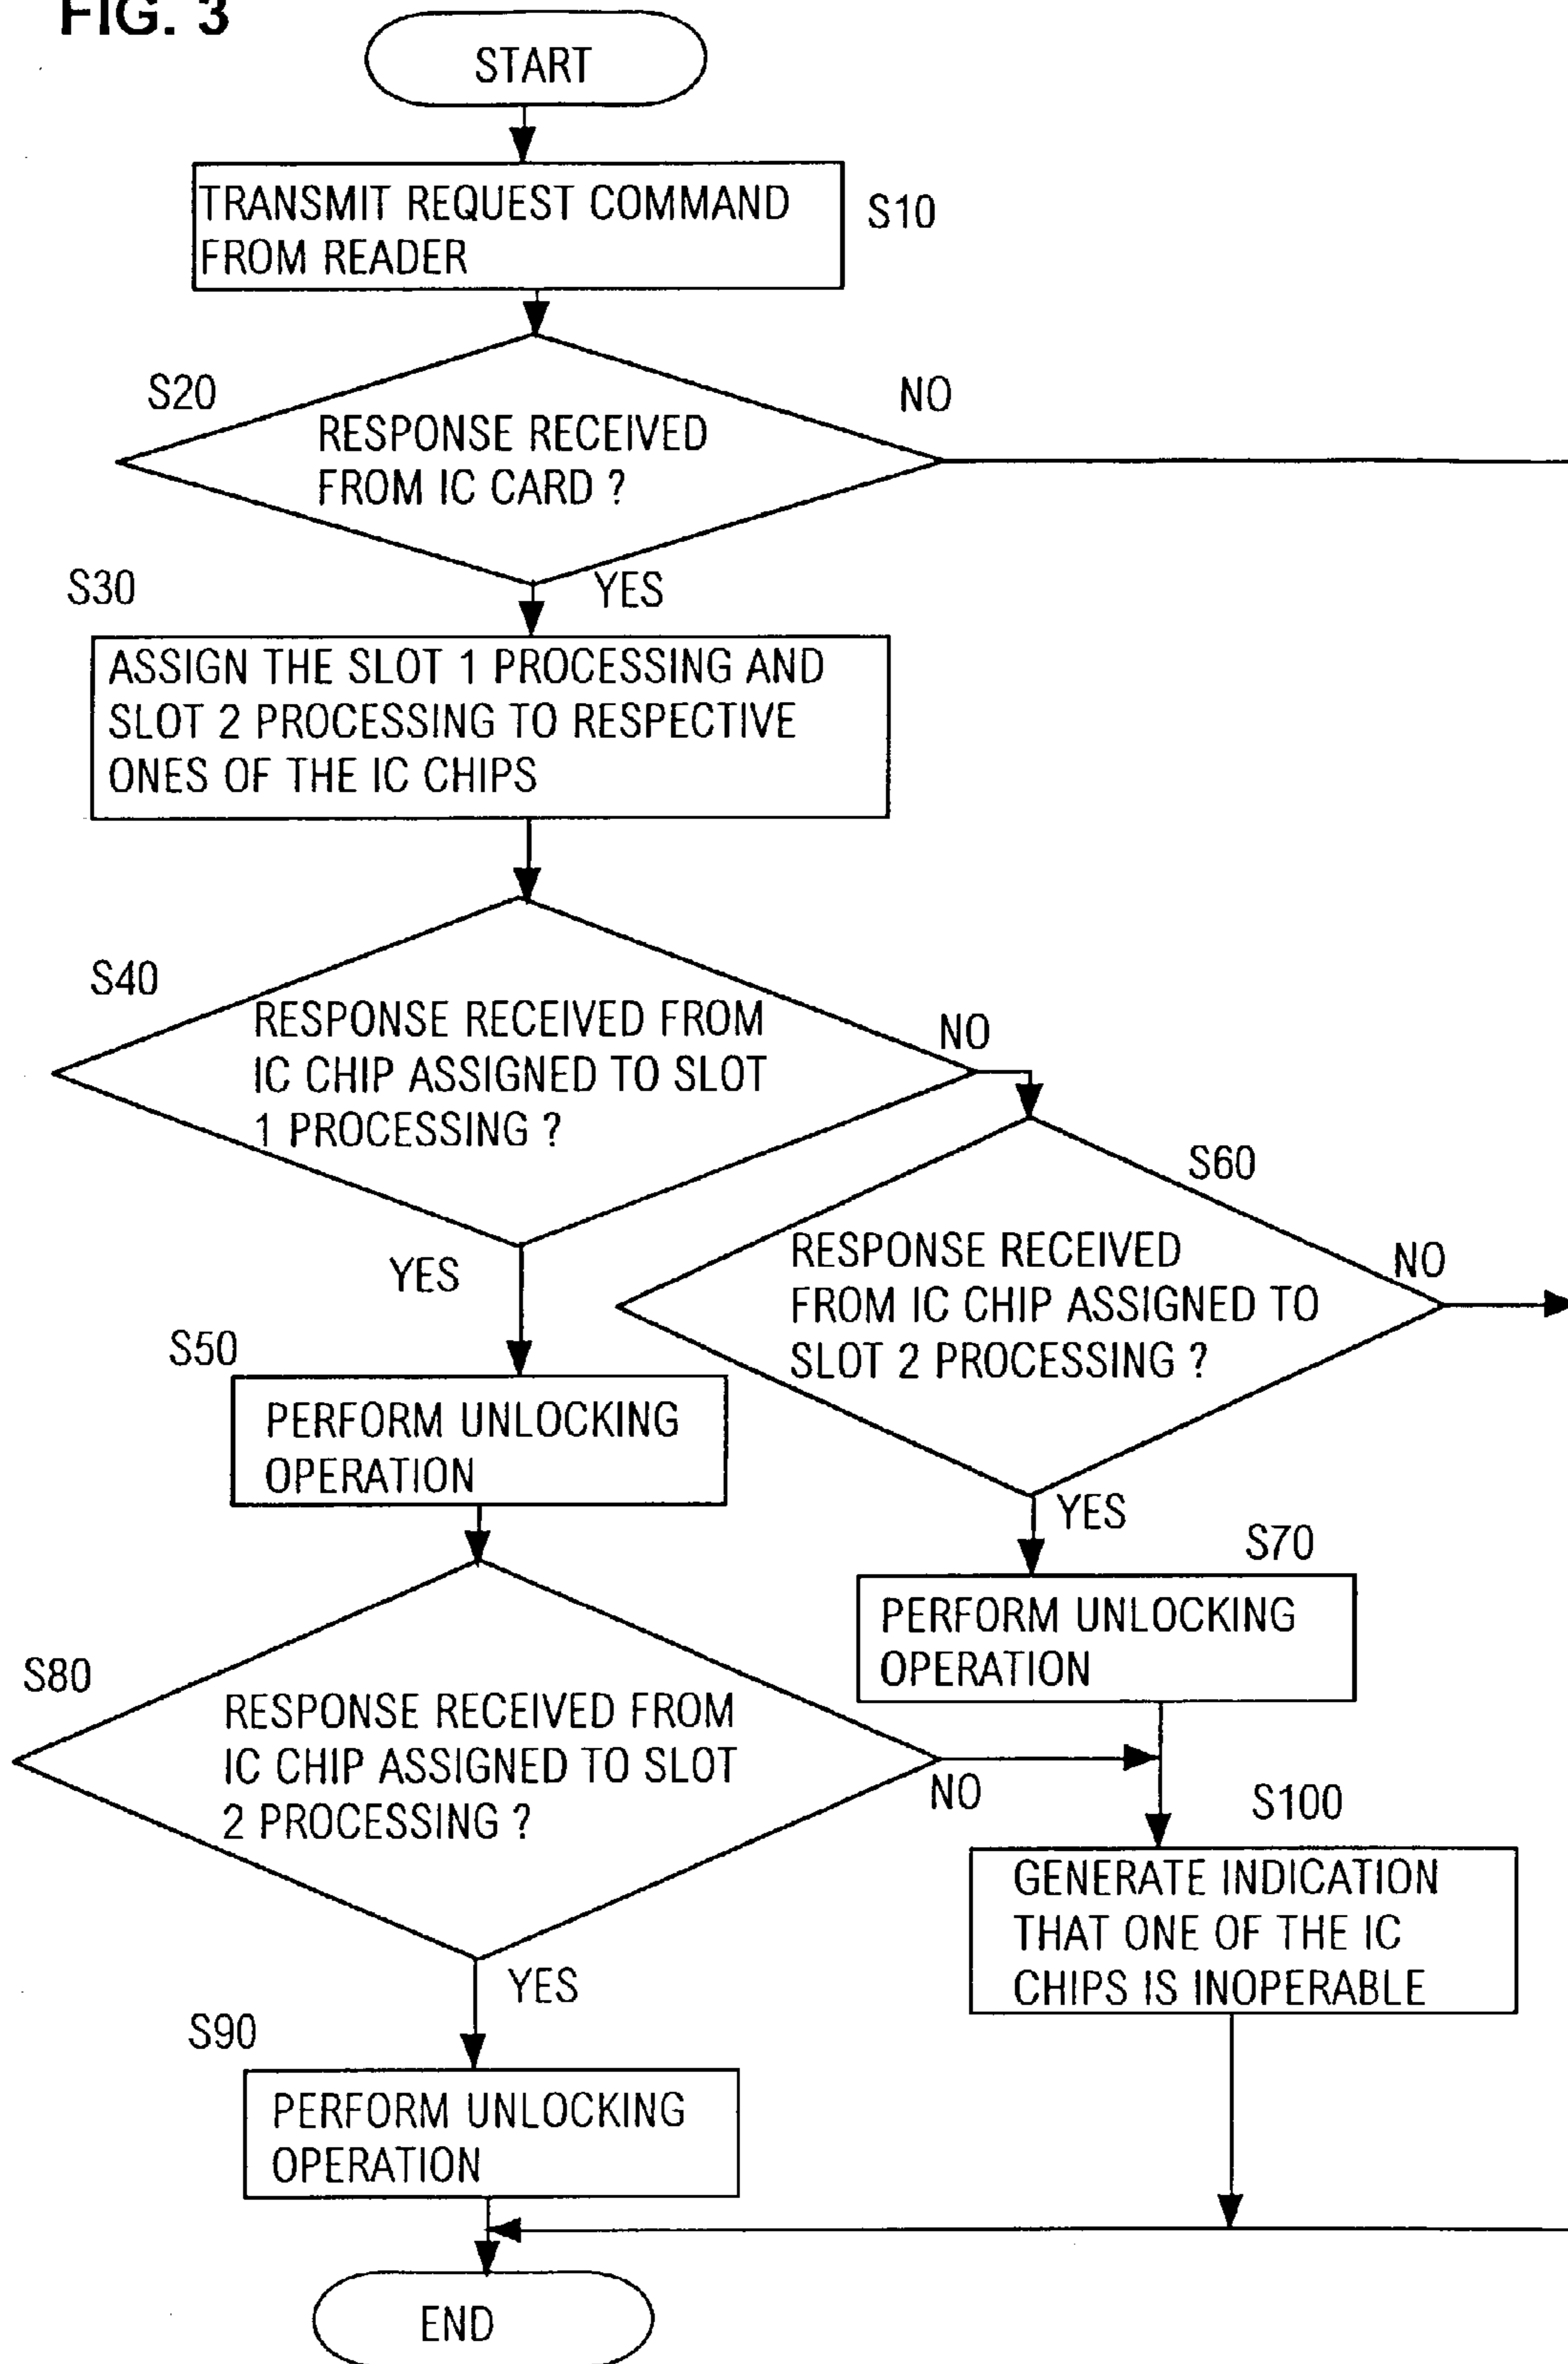 FIG. 3
START
TRANSMIT REQUEST COMMAND
FROM READER
S10
S20
NO
RESPONSE RECEIVED
FROM IC CARD ?
YES
S30
ASSIGN THE SLOT 1 PROCESSING AND
SLOT 2 PROCESSING TO RESPECTIVE
ONES OF THE IC CHIPS
S40
RESPONSE RECEIVED FROM
IC CHIP ASSIGNED TO SLOT
1 PROCESSING ?
NO
YES
S60
RESPONSE RECEIVED
FROM IC CHIP ASSIGNED TO
SLOT 2 PROCESSING ?
NO
YES
S50
PERFORM UNLOCKING
OPERATION
S70
PERFORM UNLOCKING
OPERATION
S80
RESPONSE RECEIVED FROM
IC CHIP ASSIGNED TO SLOT
2 PROCESSING ?
NO
YES
S100
GENERATE INDICATION
THAT ONE OF THE IC
CHIPS IS INOPERABLE
S90
PERFORM UNLOCKING
OPERATION
END